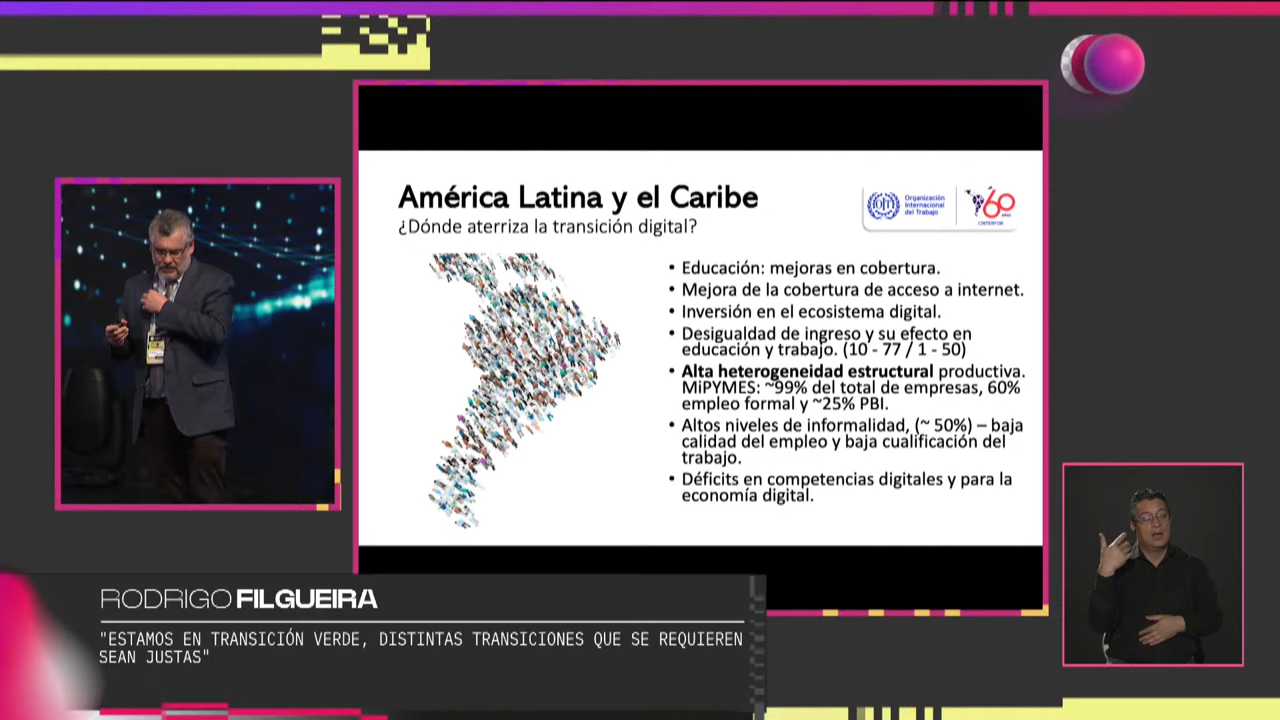 América Latina y el Caribe
¿Dónde aterriza la transición digital?
Organización
Internacional
del Trabajo
60
años
CINTERFOR
• Educación: mejoras en cobertura.
• Mejora de la cobertura de acceso a internet.
• Inversión en el ecosistema digital.
• Desigualdad de ingreso y su efecto en
educación y trabajo. (10 - 77 / 1 - 50)
• Alta heterogeneidad estructural productiva.
MiPYMES: ~99% del total de empresas, 60%
empleo formal y ~25% PBI.
• Altos niveles de informalidad, (~ 50%) – baja
calidad del empleo y baja cualificación del
trabajo.
• Déficits en competencias digitales y para la
economía digital.
RODRIGO FILGUEIRA
"ESTAMOS EN TRANSICIÓN VERDE, DISTINTAS TRANSICIONES QUE SE REQUIEREN
SEAN JUSTAS"